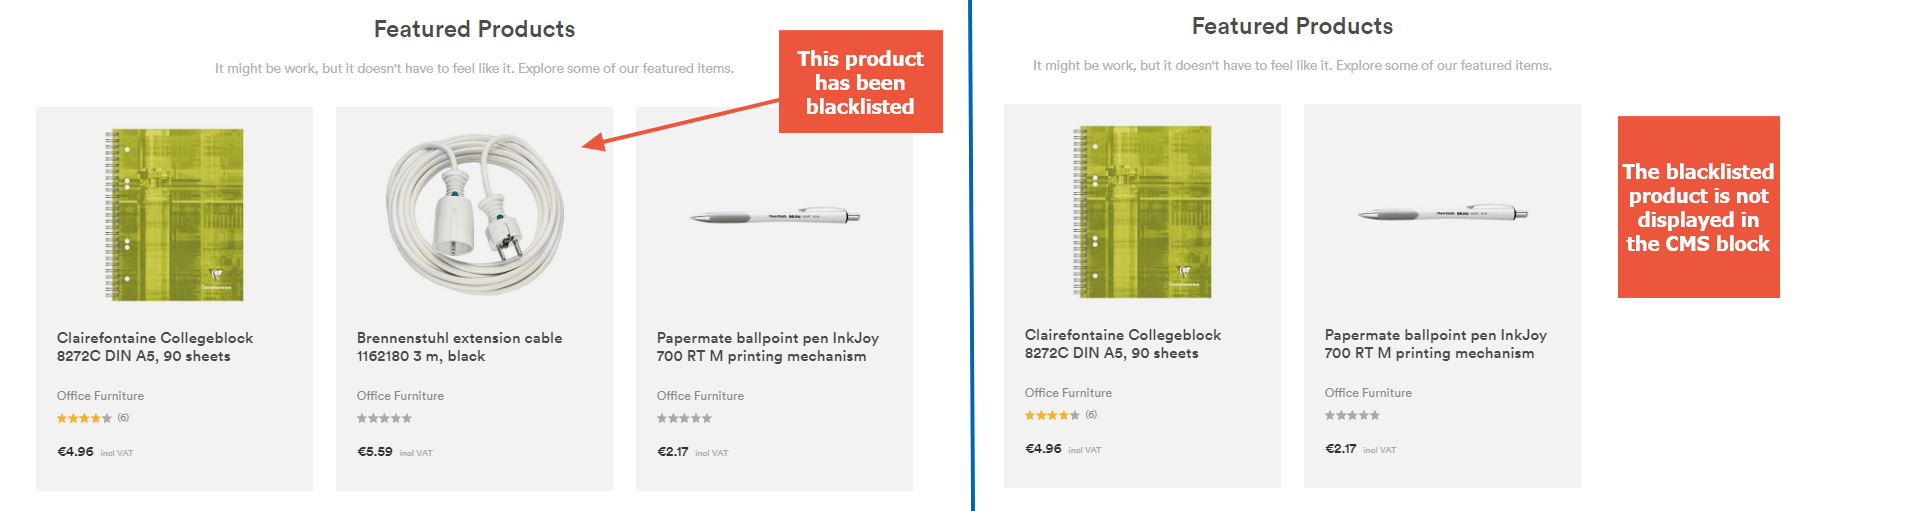 Featured Products
It might be work, but it doesn't have to feel like it. Explore some of our featured items.
This product
has been
blacklisted
Clairefontaine
Clairefontaine Collegeblock
8272C DIN A5, 90 sheets
Office Furniture
(6)
€4.96 incl VAT
Brennenstuhl extension cable
1162180 3 m, black
Office Furniture
€5.59 incl VAT
InkJoy
Papermate ballpoint pen InkJoy
700 RT M printing mechanism
Office Furniture
€2.17 incl VAT
Featured Products
It might be work, but it doesn't have to feel like it. Explore some of our featured items.
Clairefontaine
Clairefontaine Collegeblock
8272C DIN A5, 90 sheets
Office Furniture
(6)
€4.96 incl VAT
InkJoy
Papermate ballpoint pen InkJoy
700 RT M printing mechanism
Office Furniture
€2.17 incl VAT
The blacklisted
product is not
displayed in
the CMS block